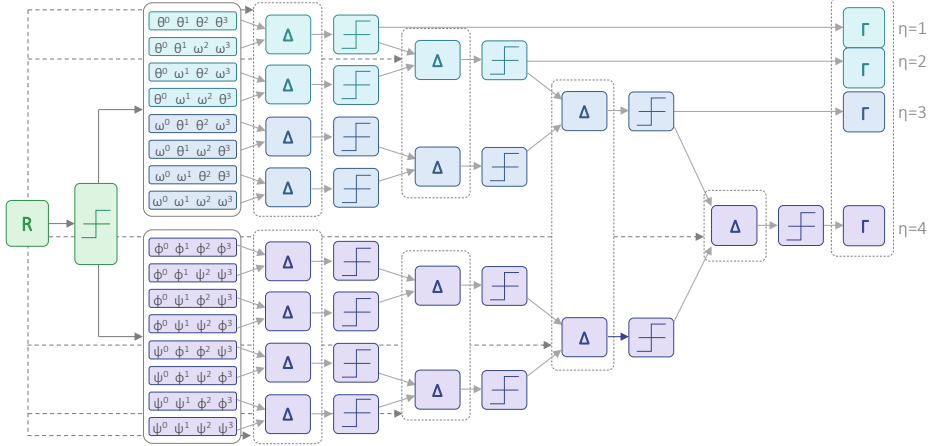 θ⁰ θ¹ θ² θ³
θ⁰ θ¹ ω² ω³
θ⁰ ω¹ θ² ω³
θ⁰ ω¹ ω² θ³
ω⁰ θ¹ θ² ω³
ω⁰ θ¹ ω² θ³
ω⁰ ω¹ θ² θ³
ω⁰ ω¹ ω² ω³
Δ
Δ
Δ
Δ
Δ
Δ
Δ
Γ η=1
Γ η=2
Γ η=3
R
Δ
Γ η=4
ϕ⁰ ϕ¹ ϕ² ϕ³
ϕ⁰ ϕ¹ ψ² ψ³
ϕ⁰ ψ¹ ϕ² ψ³
ϕ⁰ ψ¹ ψ² ϕ³
ψ⁰ ϕ¹ ϕ² ψ³
ψ⁰ ϕ¹ ψ² ϕ³
ψ⁰ ψ¹ ϕ² ϕ³
ψ⁰ ψ¹ ψ² ψ³
Δ
Δ
Δ
Δ
Δ
Δ
Δ